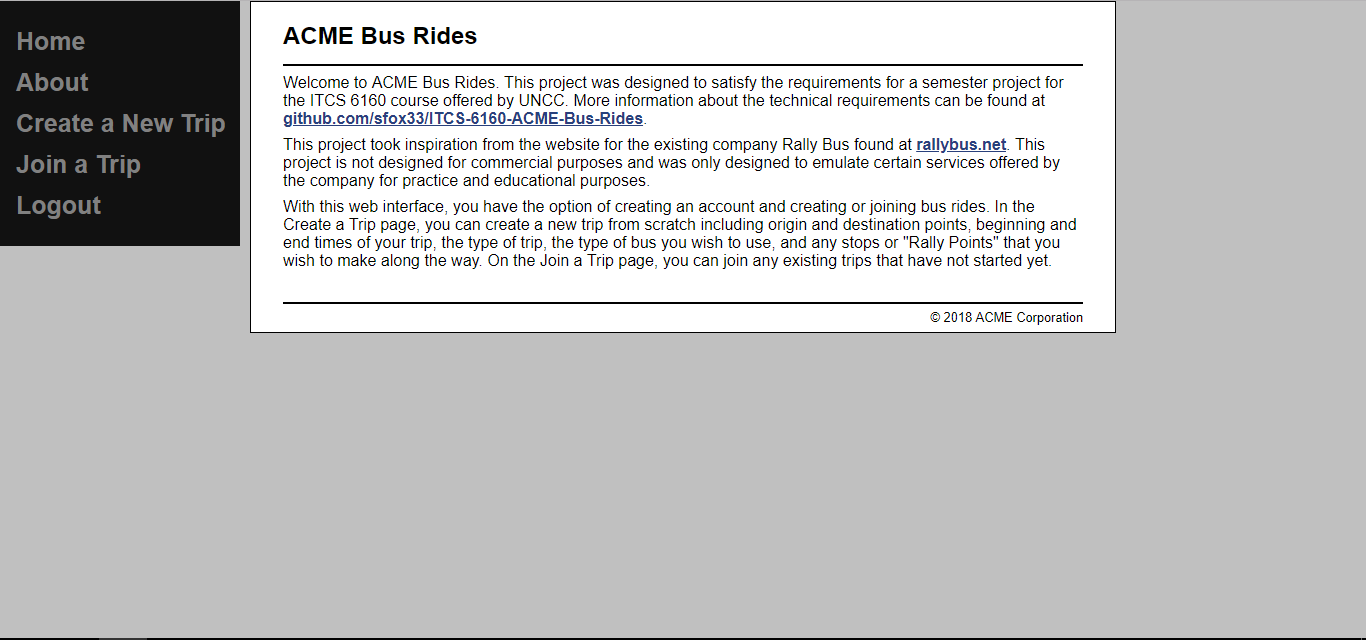 Home
About
Create a New Trip
Join a Trip
Logout
ACME Bus Rides
Welcome to ACME Bus Rides. This project was designed to satisfy the requirements for a semester project for
the ITCS 6160 course offered by UNCC. More information about the technical requirements can be found at
github.com/sfox33/ITCS-6160-ACME-Bus-Rides.
This project took inspiration from the website for the existing company Rally Bus found at rallybus.net. This
project is not designed for commercial purposes and was only designed to emulate certain services offered by
the company for practice and educational purposes.
With this web interface, you have the option of creating an account and creating or joining bus rides. In the
Create a Trip page, you can create a new trip from scratch including origin and destination points, beginning and
end times of your trip, the type of trip, the type of bus you wish to use, and any stops or "Rally Points" that you
wish to make along the way. On the Join a Trip page, you can join any existing trips that have not started yet.
© 2018 ACME Corporation